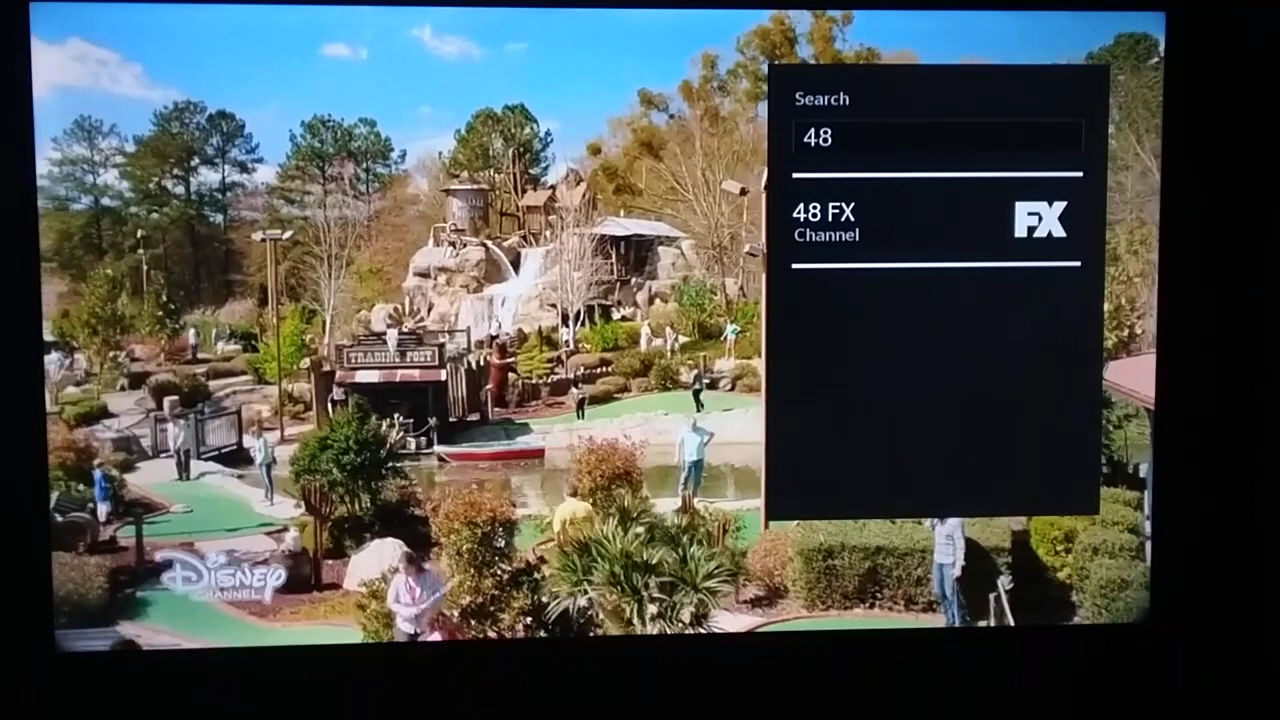 Search
48
48 FX
Channel
FX
TRADING POST
DISNEY
CHANNEL